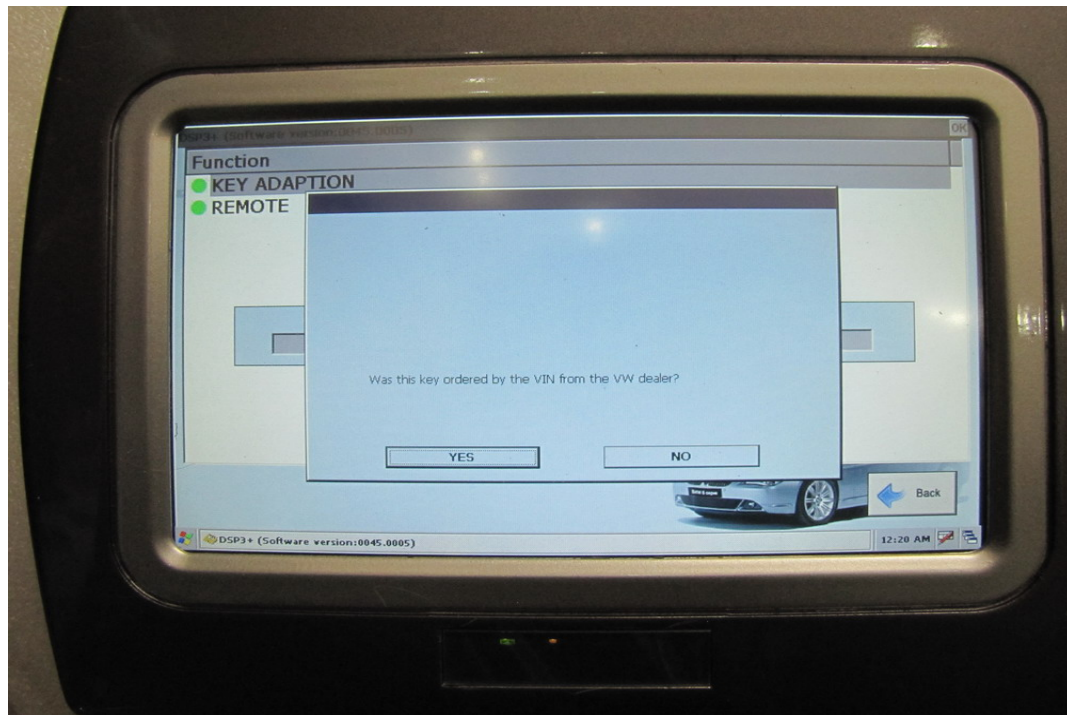 DSP3+ (Software version:0045.0005)
OK
Function
KEY ADAPTION
REMOTE
Was this key ordered by the VIN from the VW dealer?
YES
NO
Back
DSP3+ (Software version:0045.0005)
12:20 AM